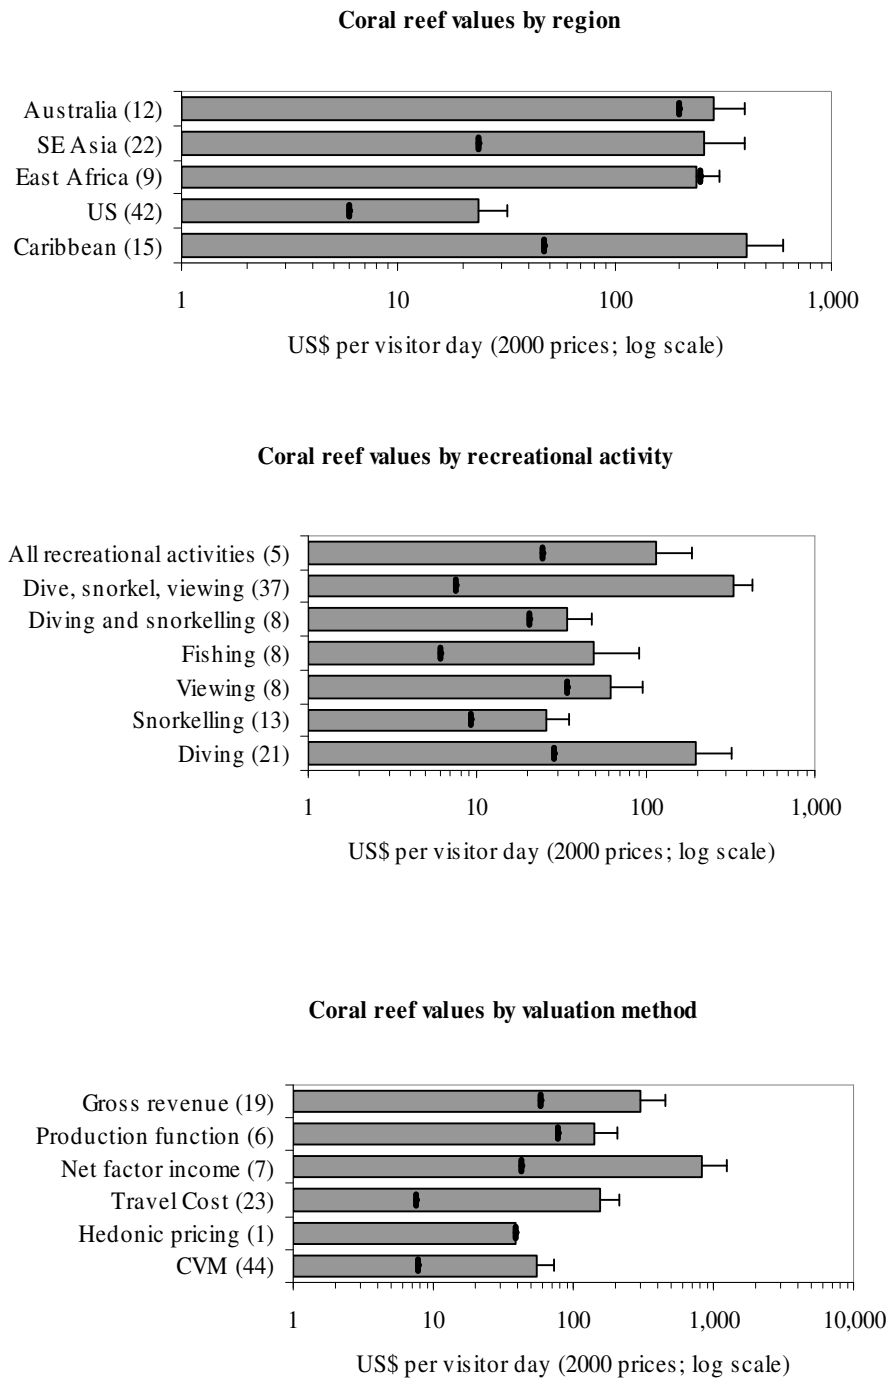 Coral reef values by region
Australia (12)
SE Asia (22)
East Africa (9)
US (42)
Caribbean (15)
1 10 100 1,000
US$ per visitor day (2000 prices; log scale)
Coral reef values by recreational activity
All recreational activities (5)
Dive, snorkel, viewing (37)
Diving and snorkelling (8)
Fishing (8)
Viewing (8)
Snorkelling (13)
Diving (21)
1 10 100 1,000
US$ per visitor day (2000 prices; log scale)
Coral reef values by valuation method
Gross revenue (19)
Production function (6)
Net factor income (7)
Travel Cost (23)
Hedonic pricing (1)
CVM (44)
1 10 100 1,000 10,000
US$ per visitor day (2000 prices; log scale)